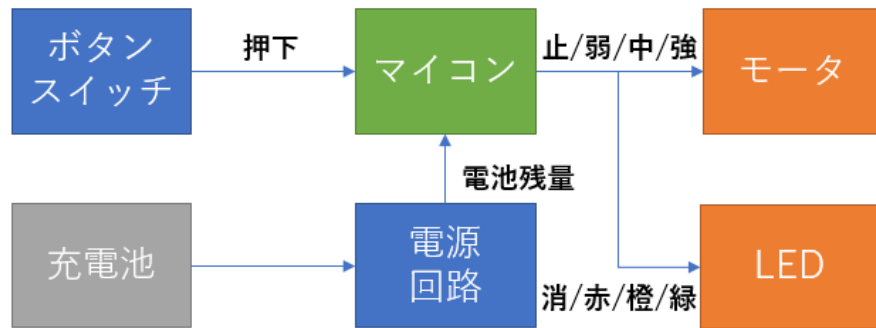 ボタン
スイッチ
押下
マイコン
止/弱/中/強
モータ
電池残量
充電池
電源
回路
消/赤/橙/緑
LED